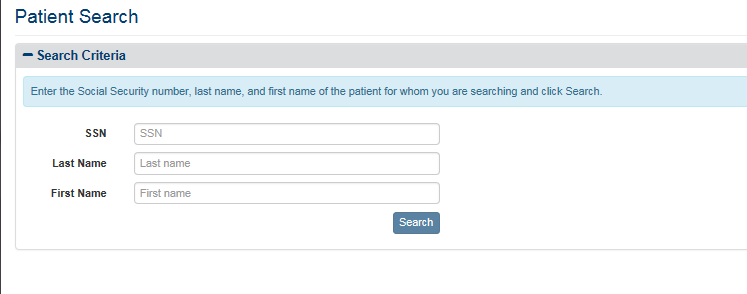 Patient Search
Search Criteria
Enter the Social Security number, last name, and first name of the patient for whom you are searching and click Search.
SSN SSN
Last Name Last name
First Name First name
Search